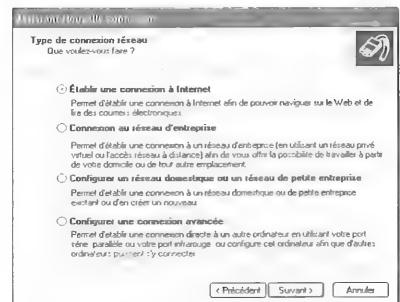 Assistant Nouvelle connexion
Type de connexion réseau
Que voulez-vous faire ?
Établir une connexion à Internet
Permet d'établir une connexion à Internet afin de pouvoir naviguer sur le Web et de
lire des courriers électroniques.
Connexion au réseau d'entreprise
Permet d'établir une connexion à un réseau d'entreprise (en utilisant un réseau privé
virtuel ou l'accès réseau à distance) afin de vous offrir la possibilité de travailler à partir
de votre domicile ou de tout autre emplacement.
Configurer un réseau domestique ou un réseau de petite entreprise
Permet d'établir une connexion à un réseau domestique ou de petite entreprise
existant ou d'en créer un nouveau
Configurer une connexion avancée
Permet d'établir une connexion directe à un autre ordinateur en utilisant votre port
série, parallèle ou votre port infrarouge ou configure cet ordinateur afin que d'autres
ordinateurs puissent s'y connecter
< Précédent
Suivant >
Annuler